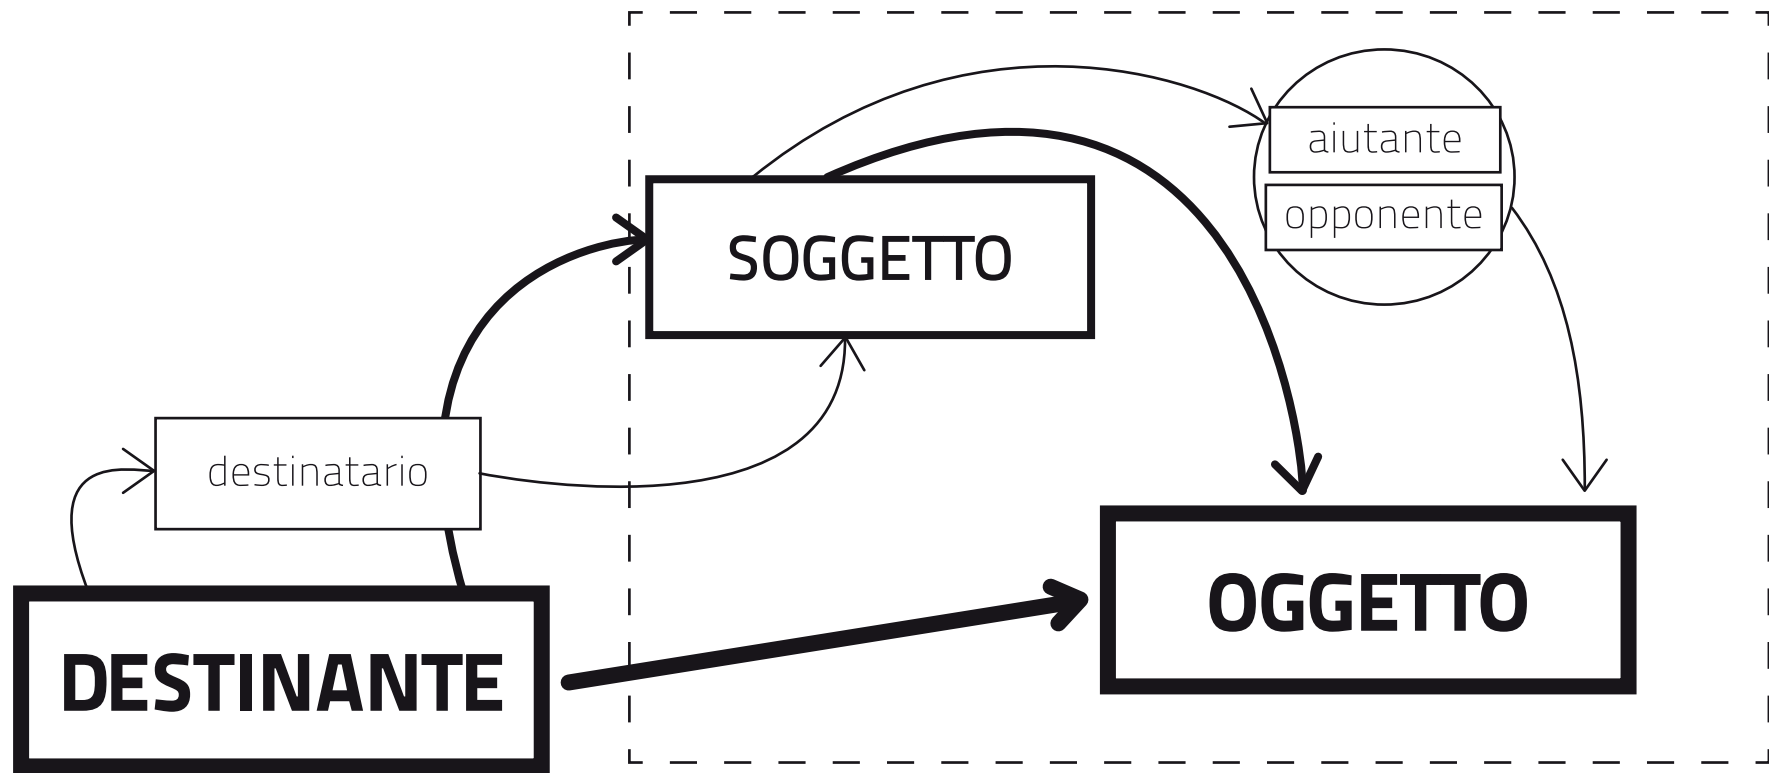 aiutante
opponente
SOGGETTO
destinatario
OGGETTO
DESTINANTE